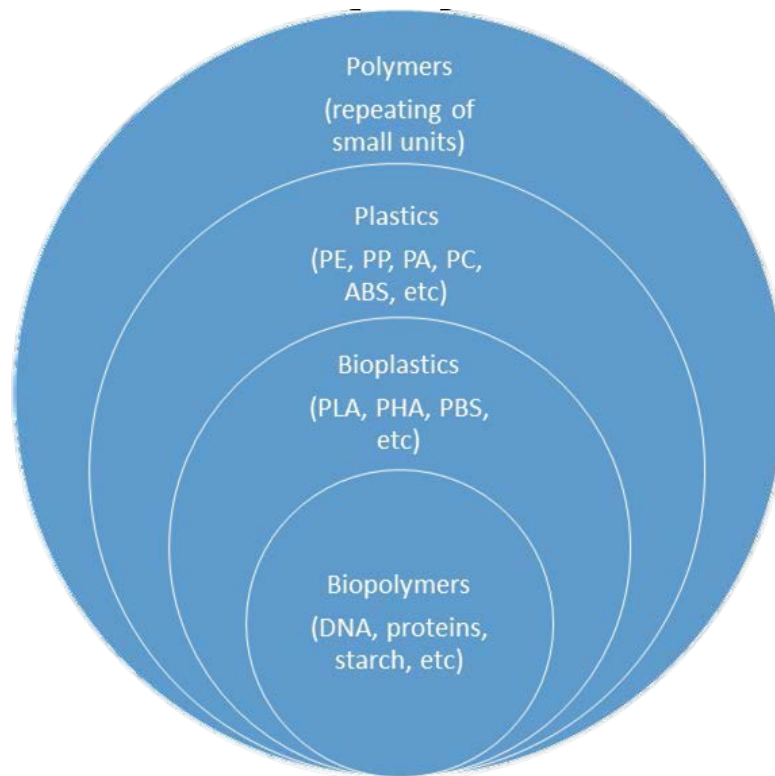 Polymers
(repeating of
small units)
Plastics
(PE, PP, PA, PC,
ABS, etc)
Bioplastics
(PLA, PHA, PBS,
etc)
Biopolymers
(DNA, proteins,
starch, etc)